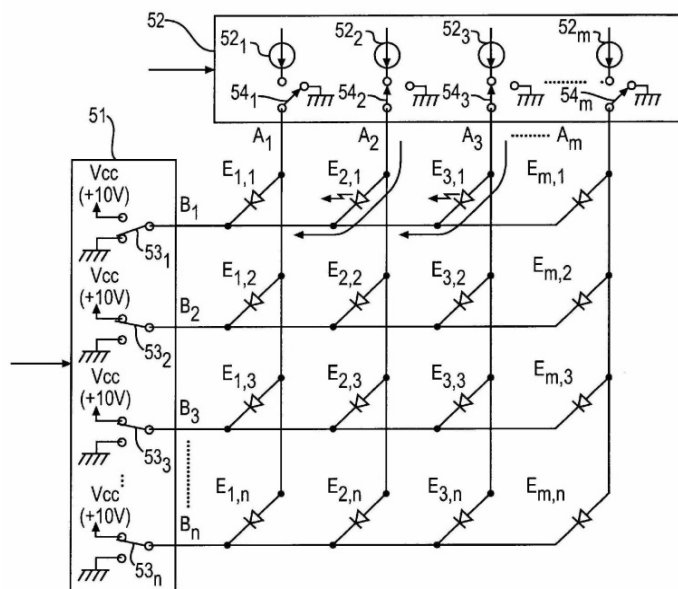 52 52₁ 52₂ 52₃ 52ₘ
54₁ 54₂ 54₃ 54ₘ
51 A₁ A₂ A₃ Aₘ
Vcc
(+10V)
B₁ E₁,₁ E₂,₁ E₃,₁ Eₘ,₁
53₁
Vcc
(+10V)
B₂ E₁,₂ E₂,₂ E₃,₂ Eₘ,₂
53₂
Vcc
(+10V)
B₃ E₁,₃ E₂,₃ E₃,₃ Eₘ,₃
53₃
Vcc
(+10V)
Bₙ E₁,ₙ E₂,ₙ E₃,ₙ Eₘ,ₙ
53ₙ